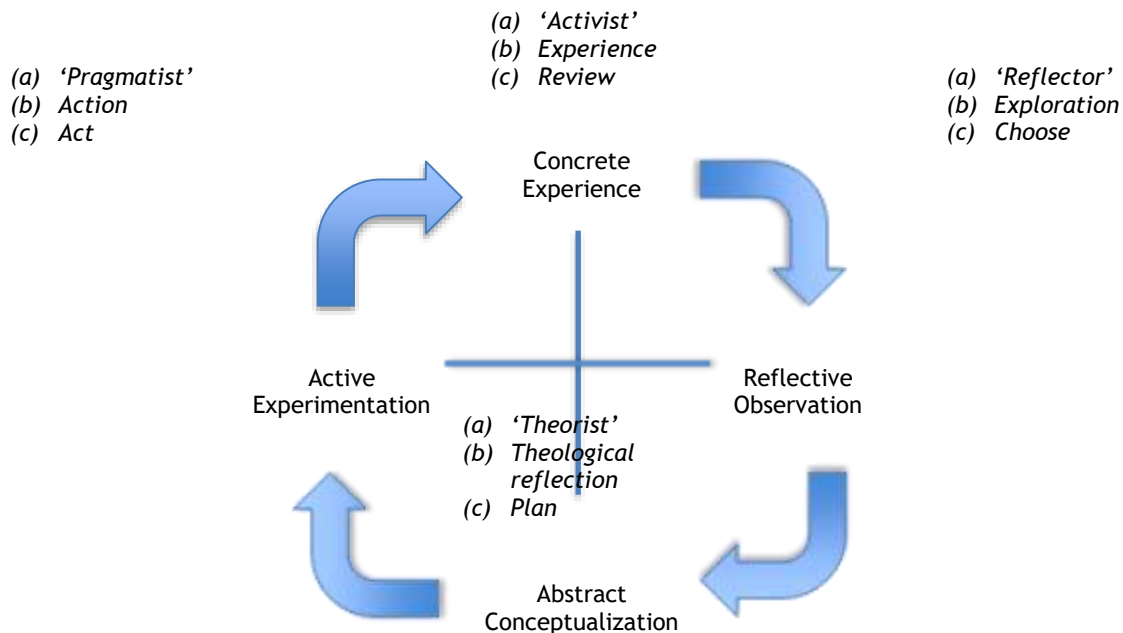 (a) ‘Activist’
(b) Experience
(c) Review
(a) ‘Pragmatist’
(b) Action
(c) Act
(a) ‘Reflector’
(b) Exploration
(c) Choose
Concrete
Experience
Active
Experimentation
Reflective
Observation
(a) ‘Theorist’
(b) Theological
reflection
(c) Plan
Abstract
Conceptualization